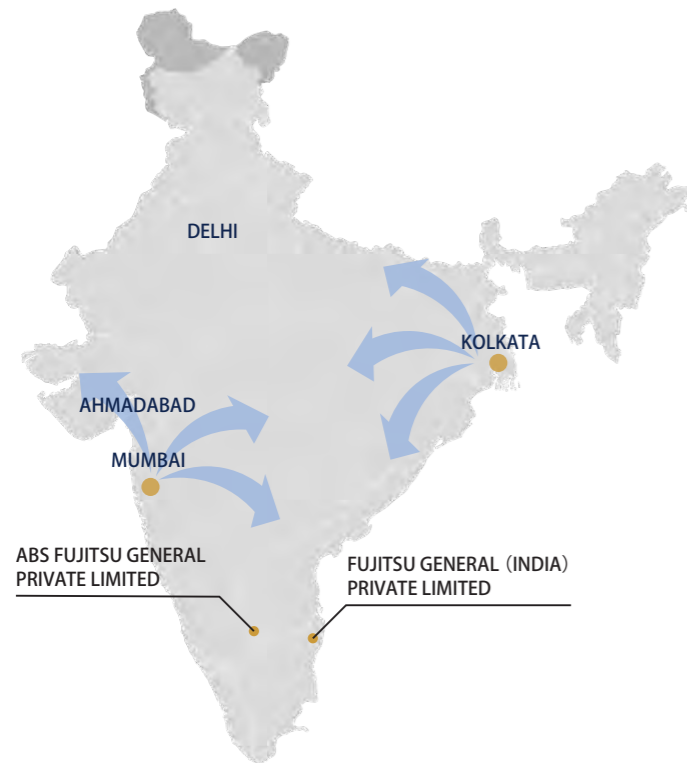 DELHI
KOLKATA
AHMADABAD
MUMBAI
ABS FUJITSU GENERAL
PRIVATE LIMITED
FUJITSU GENERAL（INDIA）
PRIVATE LIMITED